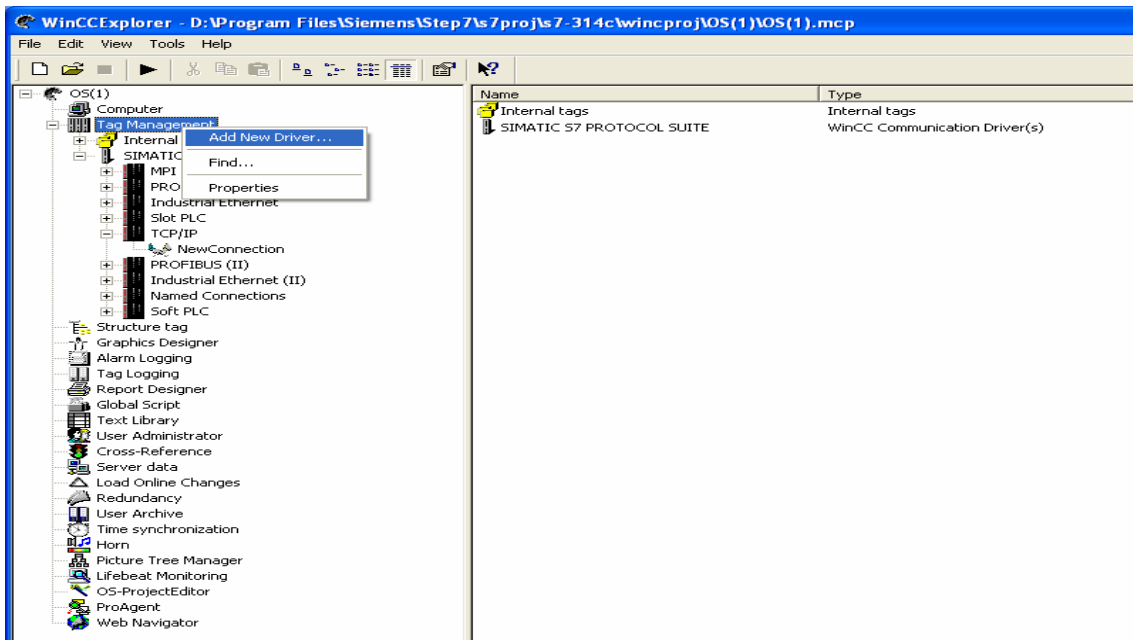 WinCCExplorer - D:\Program Files\Siemens\Step7\s7proj\s7-314c\wincproj\OS(1)\OS(1).mcp
File Edit View Tools Help
OS(1)
Computer
Tag Management
Internal
SIMATIC
MPI
PRO
Industrial Ethernet
Slot PLC
TCP/IP
NewConnection
PROFIBUS (II)
Industrial Ethernet (II)
Named Connections
Soft PLC
Structure tag
Graphics Designer
Alarm Logging
Tag Logging
Report Designer
Global Script
Text Library
User Administrator
Cross-Reference
Server data
Load Online Changes
Redundancy
User Archive
Time synchronization
Horn
Picture Tree Manager
Lifebeat Monitoring
OS-ProjectEditor
ProAgent
Web Navigator
Add New Driver...
Find...
Properties
Name Type
Internal tags Internal tags
SIMATIC S7 PROTOCOL SUITE WinCC Communication Driver(s)